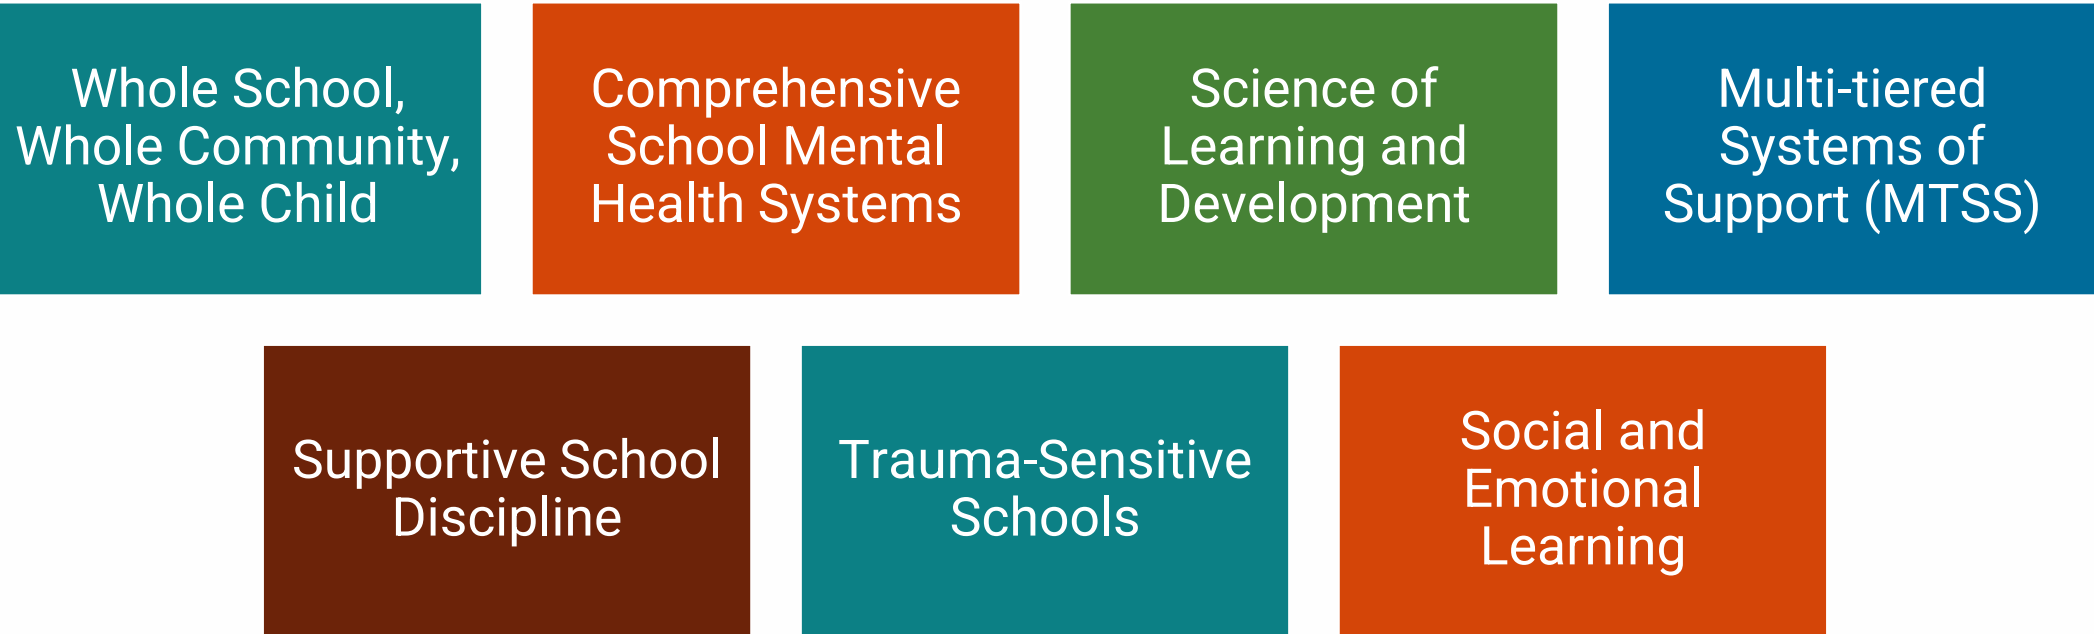 Whole School,
Whole Community,
Whole Child
Comprehensive
School Mental
Health Systems
Science of
Learning and
Development
Multi-tiered
Systems of
Support (MTSS)
Supportive School
Discipline
Trauma-Sensitive
Schools
Social and
Emotional
Learning